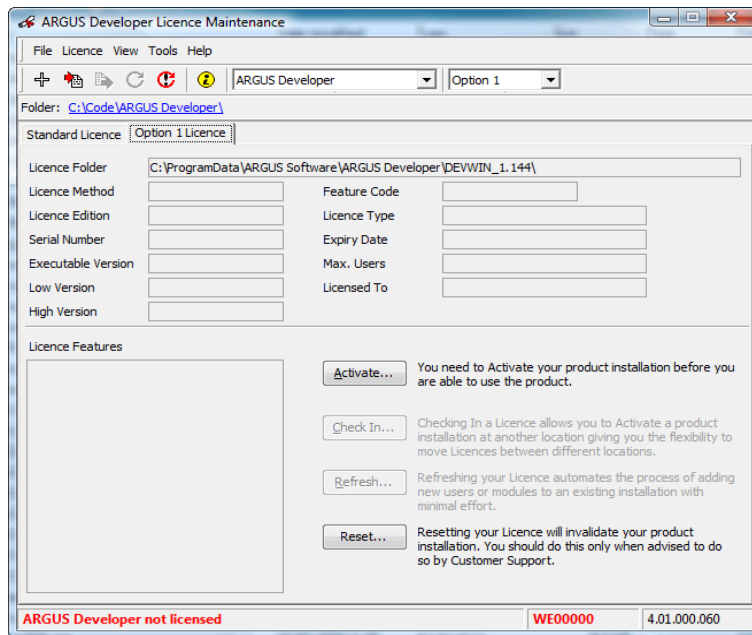 ARGUS Developer Licence Maintenance
File Licence View Tools Help
ARGUS Developer Option 1
Folder: C:\Code\ARGUS Developer\
Standard Licence Option 1 Licence
Licence Folder C:\ProgramData\ARGUS Software\ARGUS Developer\DEVWIN_1.144\
Licence Method Feature Code
Licence Edition Licence Type
Serial Number Expiry Date
Executable Version Max. Users
Low Version Licensed To
High Version
Licence Features
Activate... You need to Activate your product installation before you
are able to use the product.
Check In... Checking In a Licence allows you to Activate a product
installation at another location giving you the flexibility to
move Licences between different locations.
Refresh... Refreshing your Licence automates the process of adding
new users or modules to an existing installation with
minimal effort.
Reset... Resetting your Licence will invalidate your product
installation. You should do this only when advised to do
so by Customer Support.
ARGUS Developer not licensed WE00000 4.01.000.060